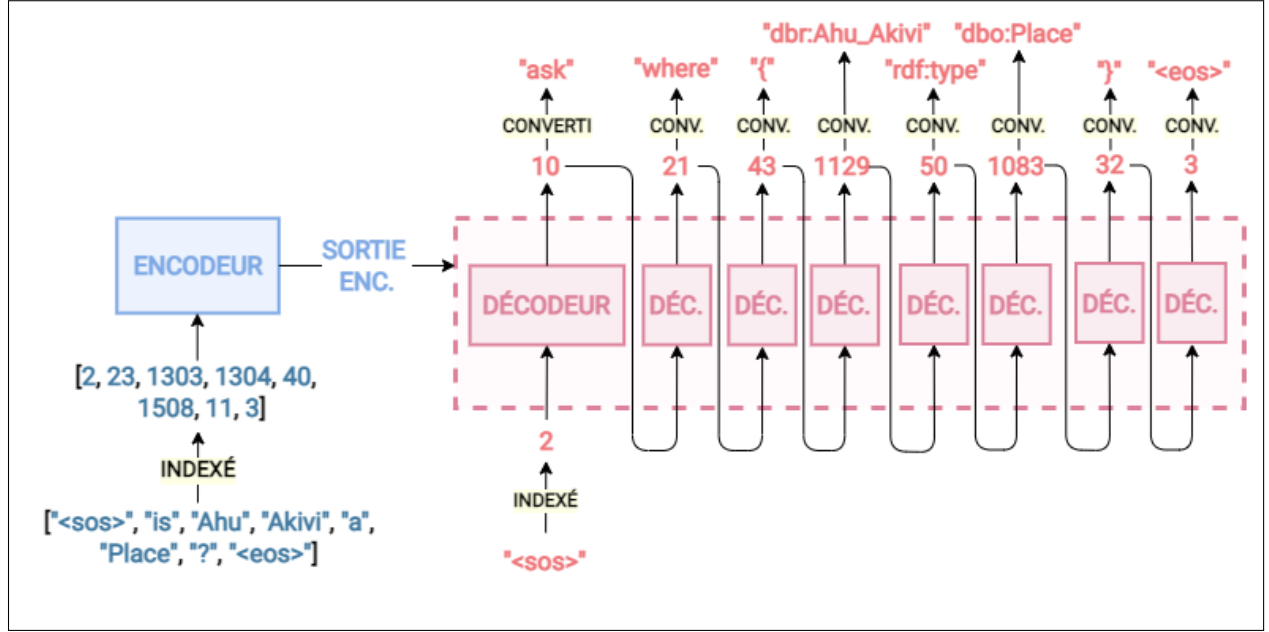 "dbr:Ahu_Akivi" "dbo:Place"
"ask" "where" "{" "rdf:type" "}" "<eos>"
CONVERTI CONV. CONV. CONV. CONV. CONV. CONV. CONV.
10 21 43 1129 50 1083 32 3
ENCODEUR
SORTIE
ENC.
DÉCODEUR DÉC. DÉC. DÉC. DÉC. DÉC. DÉC. DÉC.
[2, 23, 1303, 1304, 40,
1508, 11, 3]
2
INDEXÉ
INDEXÉ
["<sos>", "is", "Ahu", "Akivi", "a",
"Place", "?", "<eos>"]
"<sos>"